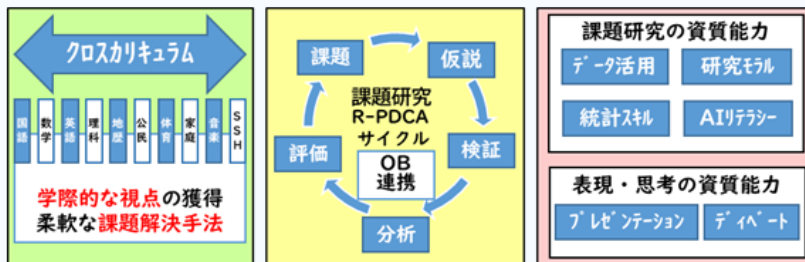 クロスカリキュラム
国語
数学
英語
理科
地歴
公民
体育
家庭
音楽
SSH
学際的な視点の獲得
柔軟な課題解決手法
課題
仮説
検証
分析
評価
課題研究
R-PDCA
サイクル
OB
連携
課題研究の資質能力
ﾃﾞｰﾀ活用
研究ﾓﾗﾙ
統計ｽｷﾙ
AIﾘﾃﾗｼｰ
表現・思考の資質能力
ﾌﾟﾚｾﾞﾝﾃｰｼｮﾝ
ﾃﾞｨﾍﾞｰﾄ